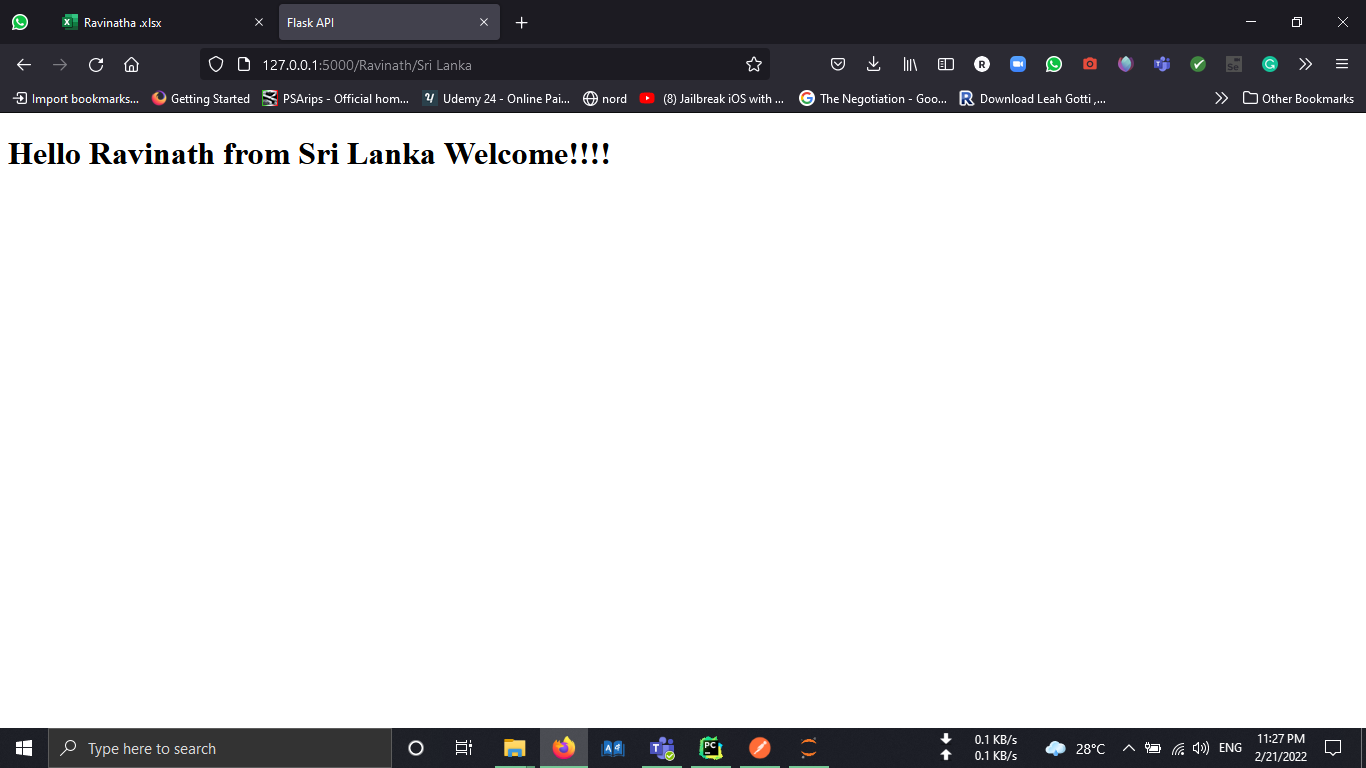 Ravinatha .xlsx
Flask API
127.0.0.1:5000/Ravinath/Sri Lanka
R
Se
G
Import bookmarks...
Getting Started
PSArips - Official hom...
Udemy 24 - Online Pai...
nord
(8) Jailbreak iOS with ...
The Negotiation - Goo...
Download Leah Gotti ,...
Other Bookmarks
Hello Ravinath from Sri Lanka Welcome!!!!
Type here to search
PC
0.1 KB/s
0.1 KB/s
28°C
ENG
11:27 PM
2/21/2022